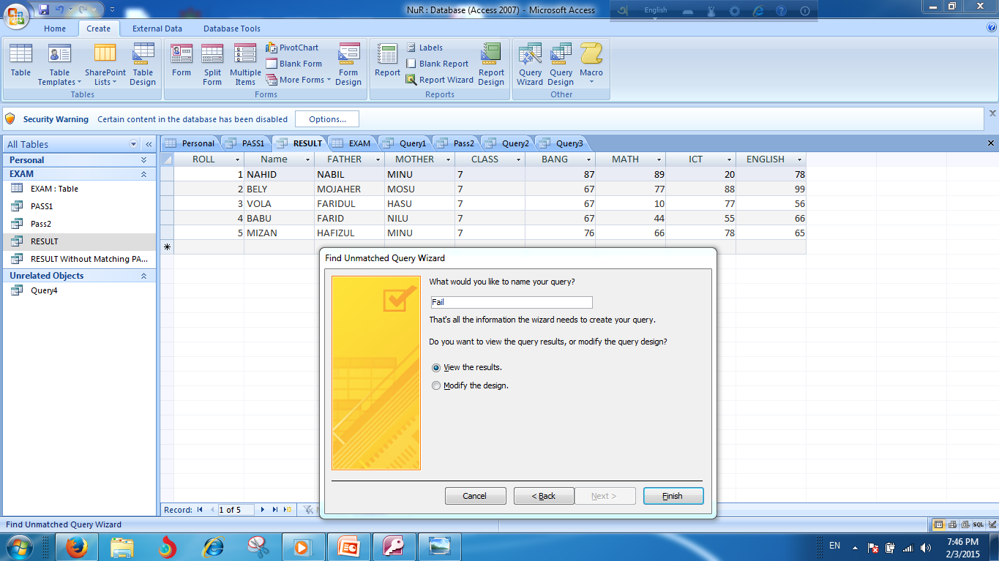 NuR : Database (Access 2007) - Microsoft Access
English
Home Create External Data Database Tools
Table Table Templates SharePoint Lists Table Design
Tables
Form Split Form Multiple Items PivotChart Blank Form More Forms Form Design
Forms
Report Labels Blank Report Report Wizard Report Design
Reports
Query Wizard Query Design Macro
Other
Security Warning Certain content in the database has been disabled Options...
All Tables
Personal
EXAM
EXAM : Table
PASS1
Pass2
RESULT
RESULT Without Matching PA...
Unrelated Objects
Query4
Personal PASS1 RESULT EXAM Query1 Pass2 Query2 Query3
ROLL Name FATHER MOTHER CLASS BANG MATH ICT ENGLISH
1 NAHID NABIL MINU 7 87 89 20 78
2 BELY MOJAHER MOSU 7 67 77 88 99
3 VOLA FARIDUL HASU 7 67 10 77 56
4 BABU FARID NILU 7 67 44 55 66
5 MIZAN HAFIZUL MINU 7 76 66 78 65
Find Unmatched Query Wizard
What would you like to name your query?
Fail
That's all the information the wizard needs to create your query.
Do you want to view the query results, or modify the query design?
View the results.
Modify the design.
Cancel < Back Next > Finish
Record: 1 of 5
Find Unmatched Query Wizard
SQL
EN
7:46 PM
2/3/2015